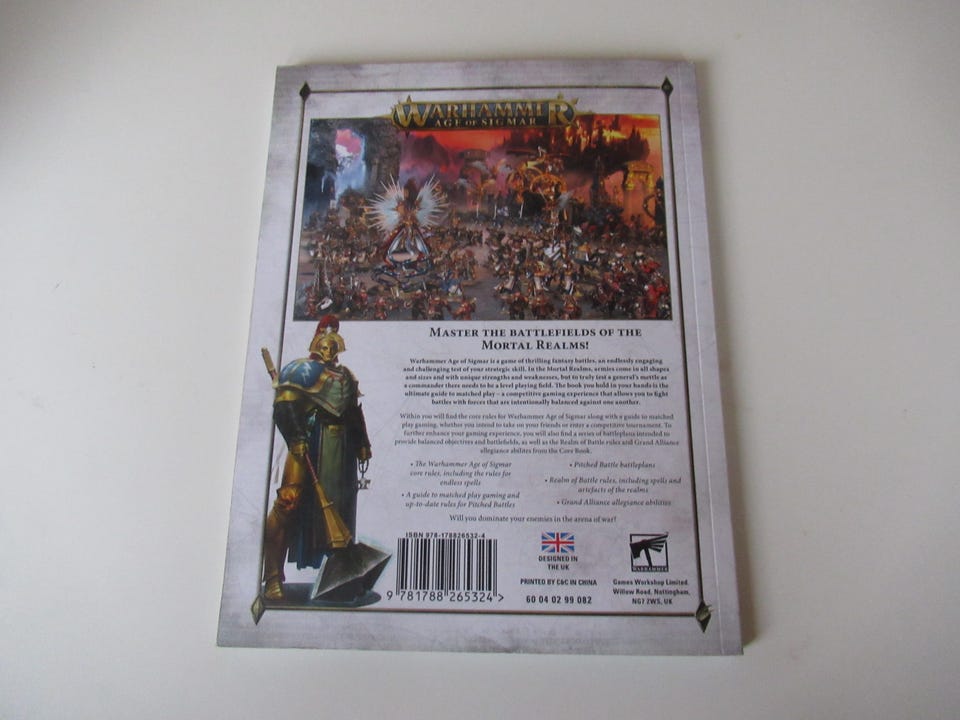 WARHAMMER
AGE OF SIGMAR
MASTER THE BATTLEFIELDS OF THE
MORTAL REALMS!
Warhammer Age of Sigmar is a game of thrilling fantasy battles, an endlessly engaging
and challenging test of your strategic skill. In the Mortal Realms, armies come in all shapes
and sizes and with unique strengths and weaknesses, but to truly test a general's mettle as
a commander there needs to be a level playing field. The book you hold in your hands is the
ultimate guide to matched play – a competitive gaming experience that allows you to fight
battles with forces that are intentionally balanced against one another.
Within you will find the core rules for Warhammer Age of Sigmar along with a guide to matched
play gaming, whether you intend to take on your friends or enter a competitive tournament. To
further enhance your gaming experience, you will also find a series of battleplans intended to
provide balanced objectives and battlefields, as well as the Realm of Battle rules and Grand Alliance
allegiance abilites from the Core Book.
• The Warhammer Age of Sigmar
core rules, including the rules for
endless spells
• A guide to matched play gaming and
up-to-date rules for Pitched Battles
• Pitched Battle battleplans
• Realm of Battle rules, including spells and
artefacts of the realms
• Grand Alliance allegiance abilities
Will you dominate your enemies in the arena of war?
ISBN 978-178826532-4
9 781788 265324 >
DESIGNED IN
THE UK
PRINTED BY C&C IN CHINA
60 04 02 99 082
WARHAMMER
Games Workshop Limited,
Willow Road, Nottingham,
NG7 2WS, UK